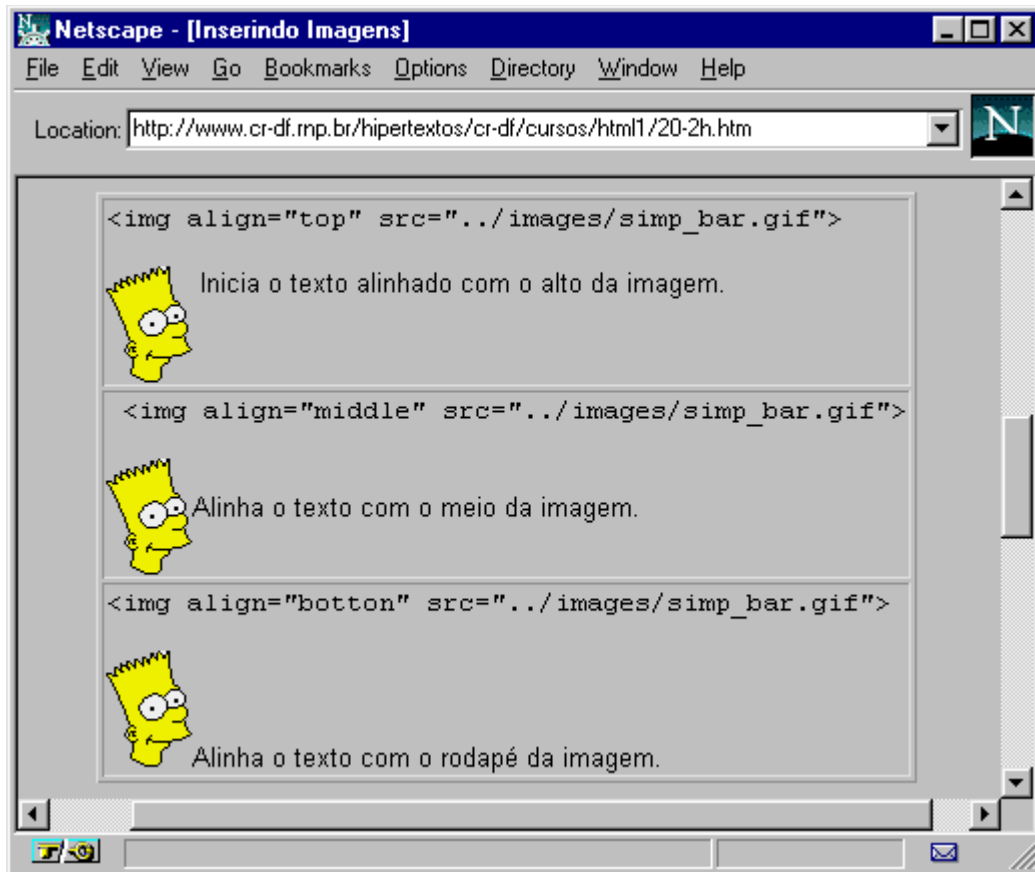 Netscape - [Inserindo Imagens]
File Edit View Go Bookmarks Options Directory Window Help
Location: http://www.cr-df.rnp.br/hipertextos/cr-df/cursos/html1/20-2h.htm
N
<img align="top" src="../images/simp_bar.gif">
Inicia o texto alinhado com o alto da imagem.
<img align="middle" src="../images/simp_bar.gif">
Alinha o texto com o meio da imagem.
<img align="botton" src="../images/simp_bar.gif">
Alinha o texto com o rodapé da imagem.